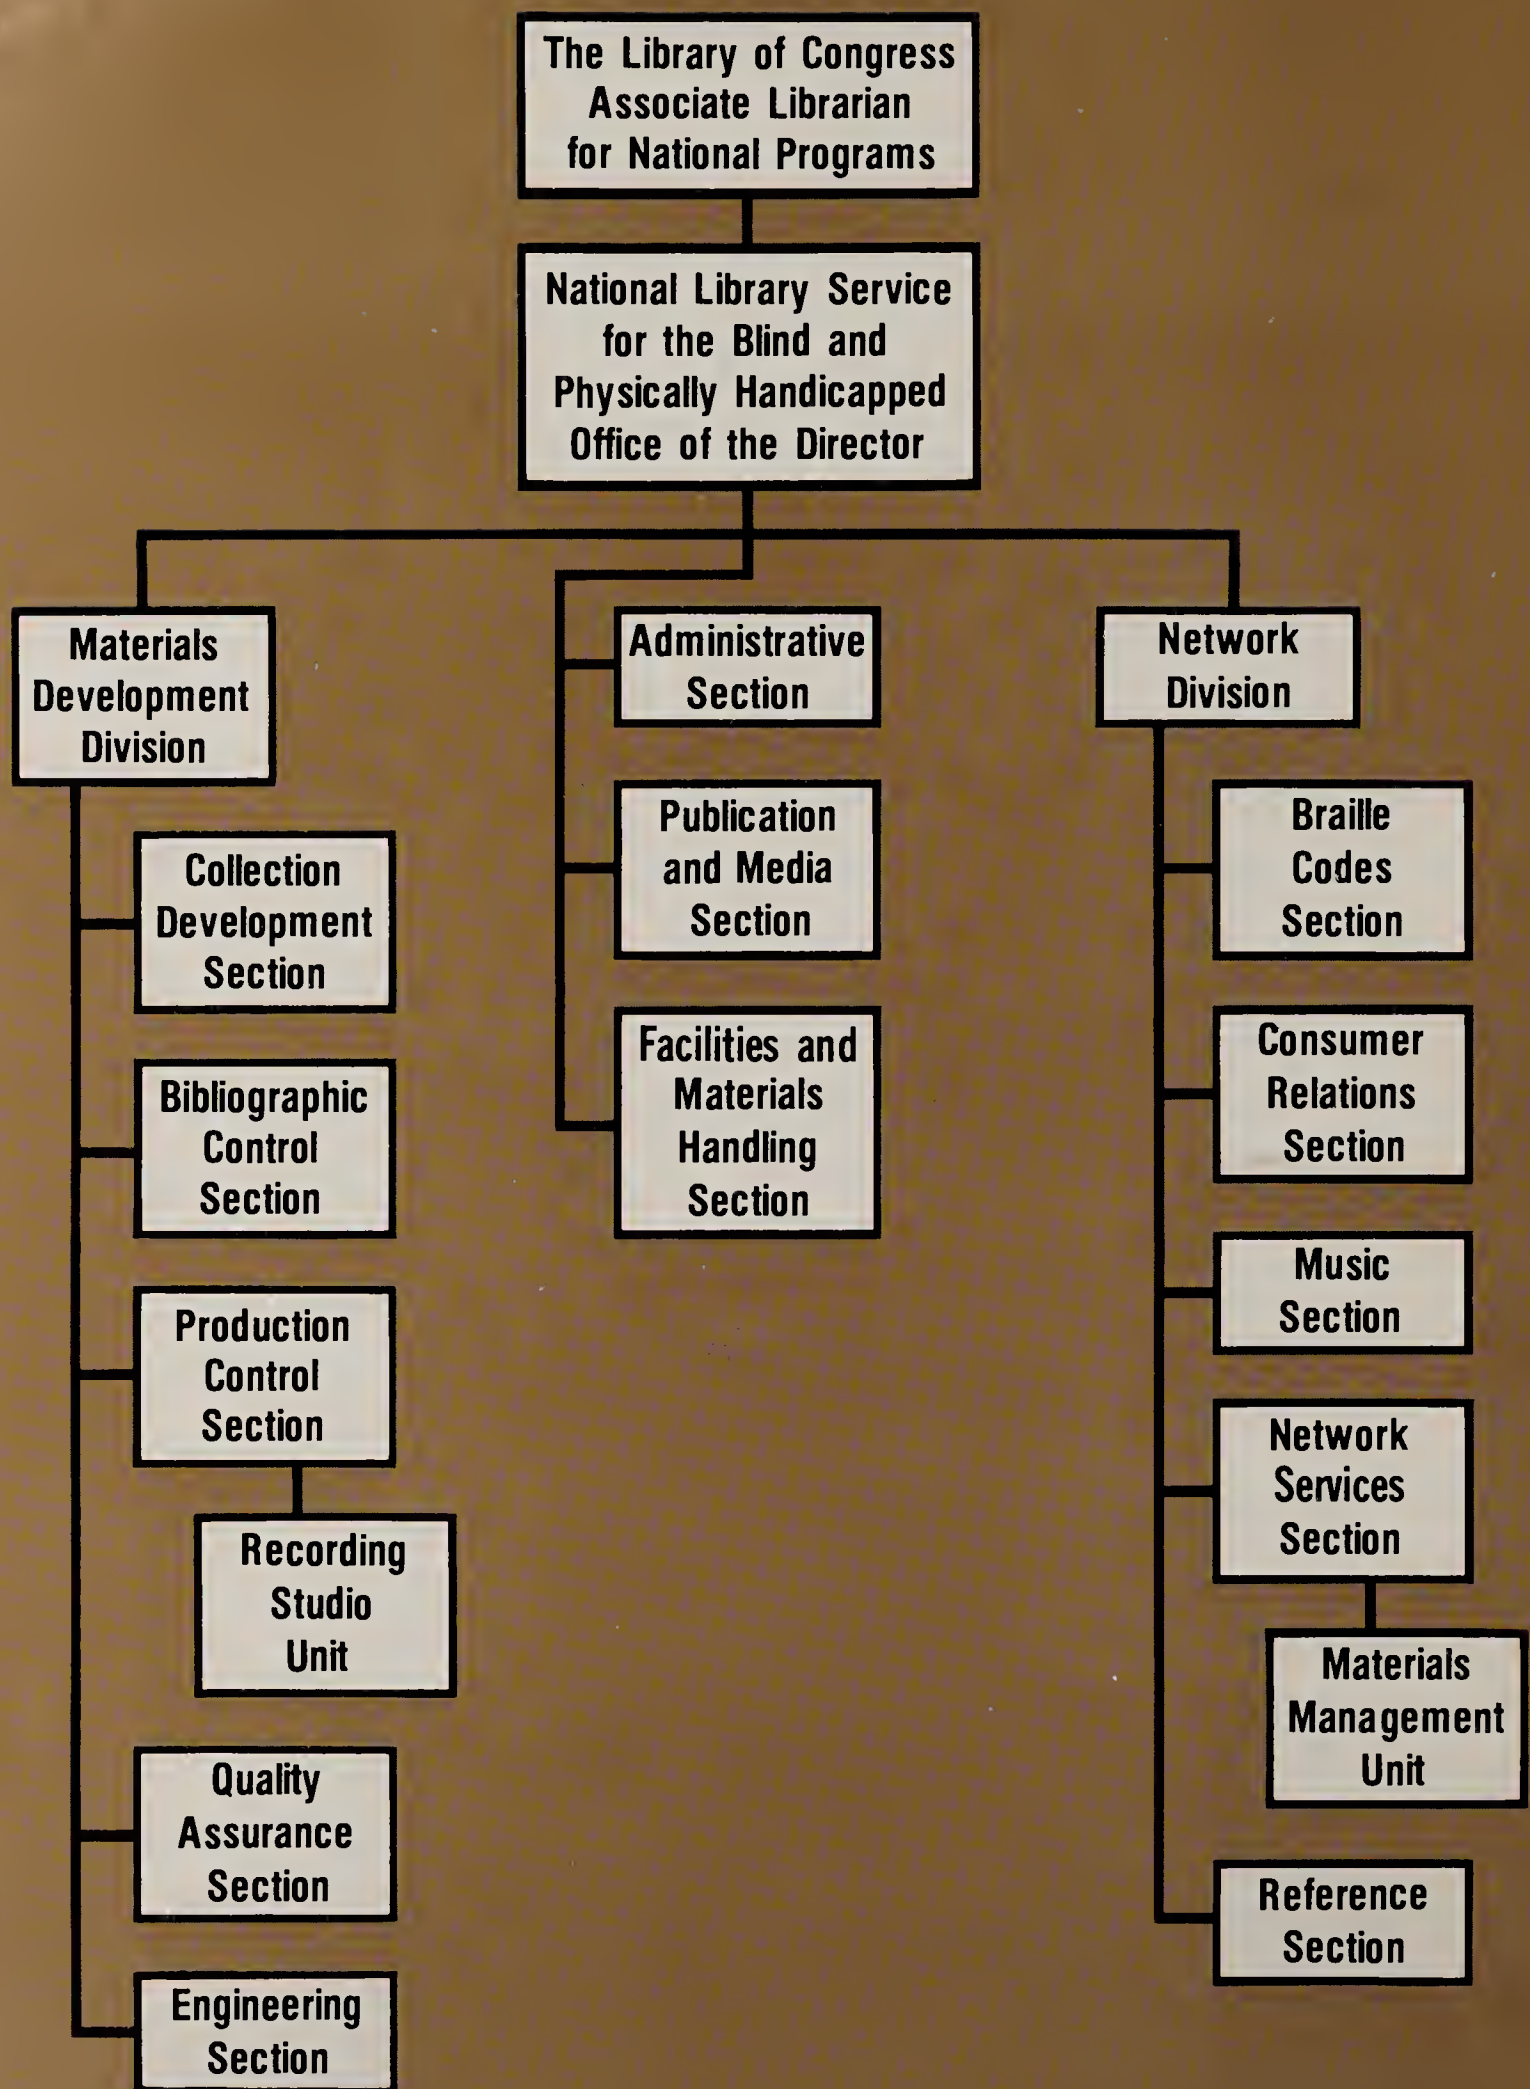 The Library of Congress
Associate Librarian
for National Programs
National Library Service
for the Blind and
Physically Handicapped
Office of the Director
Materials
Development
Division
Collection
Development
Section
Bibliographic
Control
Section
Production
Control
Section
Recording
Studio
Unit
Quality
Assurance
Section
Engineering
Section
Administrative
Section
Publication
and Media
Section
Facilities and
Materials
Handling
Section
Network
Division
Braille
Codes
Section
Consumer
Relations
Section
Music
Section
Network
Services
Section
Materials
Management
Unit
Reference
Section